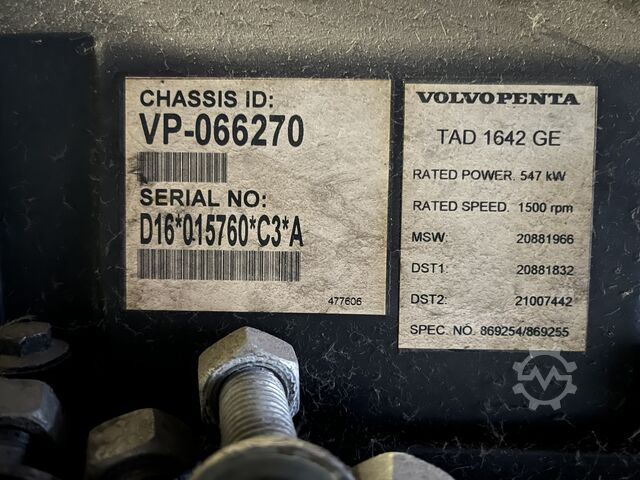 CHASSIS ID:
VP-066270
SERIAL NO:
D16*015760*C3*A
477606
VOLVO PENTA
TAD 1642 GE
RATED POWER. 547 kW
RATED SPEED. 1500 rpm
MSW: 20881966
DST1: 20881832
DST2: 21007442
SPEC. NO. 869254/869255